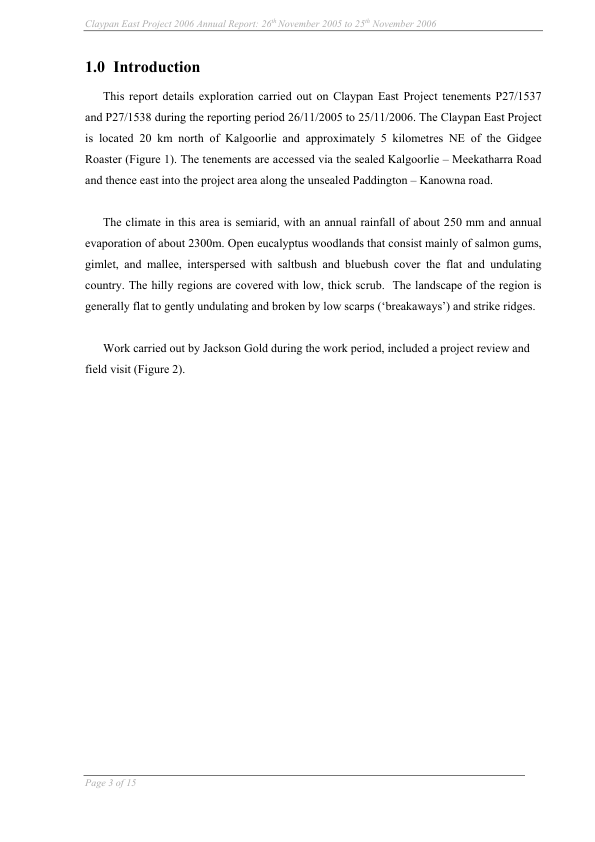 Claypan East Project 2006 Annual Report: 26th November 2005 to 25th November 2006
1.0 Introduction
This report details exploration carried out on Claypan East Project tenements P27/1537
and P27/1538 during the reporting period 26/11/2005 to 25/11/2006. The Claypan East Project
is located 20 km north of Kalgoorlie and approximately 5 kilometres NE of the Gidgee
Roaster (Figure 1). The tenements are accessed via the sealed Kalgoorlie – Meekatharra Road
and thence east into the project area along the unsealed Paddington – Kanowna road.
The climate in this area is semiarid, with an annual rainfall of about 250 mm and annual
evaporation of about 2300m. Open eucalyptus woodlands that consist mainly of salmon gums,
gimlet, and mallee, interspersed with saltbush and bluebush cover the flat and undulating
country. The hilly regions are covered with low, thick scrub.  The landscape of the region is
generally flat to gently undulating and broken by low scarps (‘breakaways’) and strike ridges.
Work carried out by Jackson Gold during the work period, included a project review and
field visit (Figure 2).
Page 3 of 15